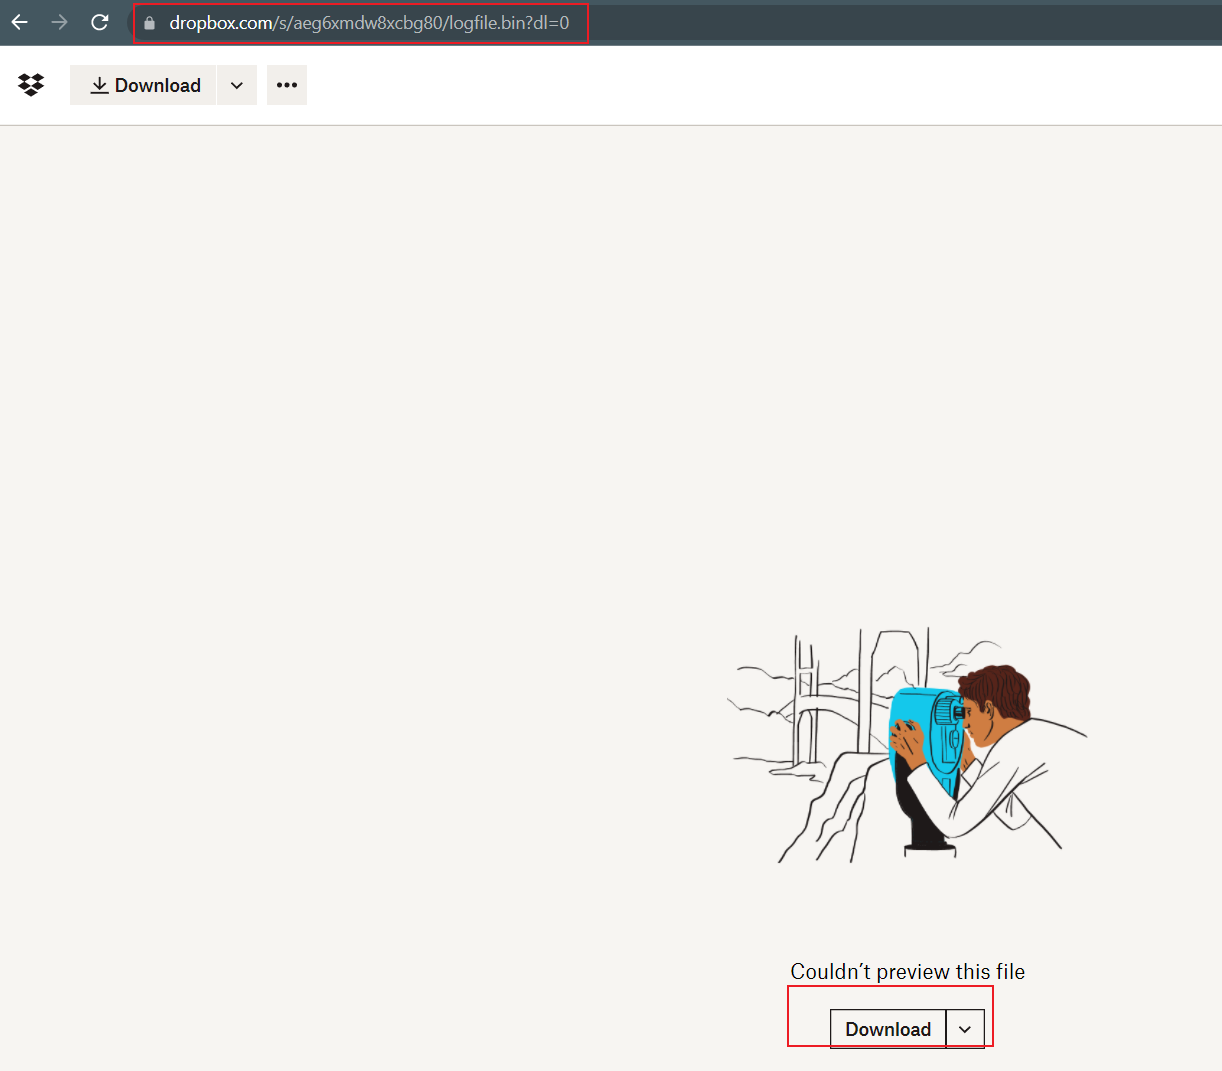 dropbox.com/s/aeg6xmdw8xcbg80/logfile.bin?dl=0
Download
Couldn’t preview this file
Download